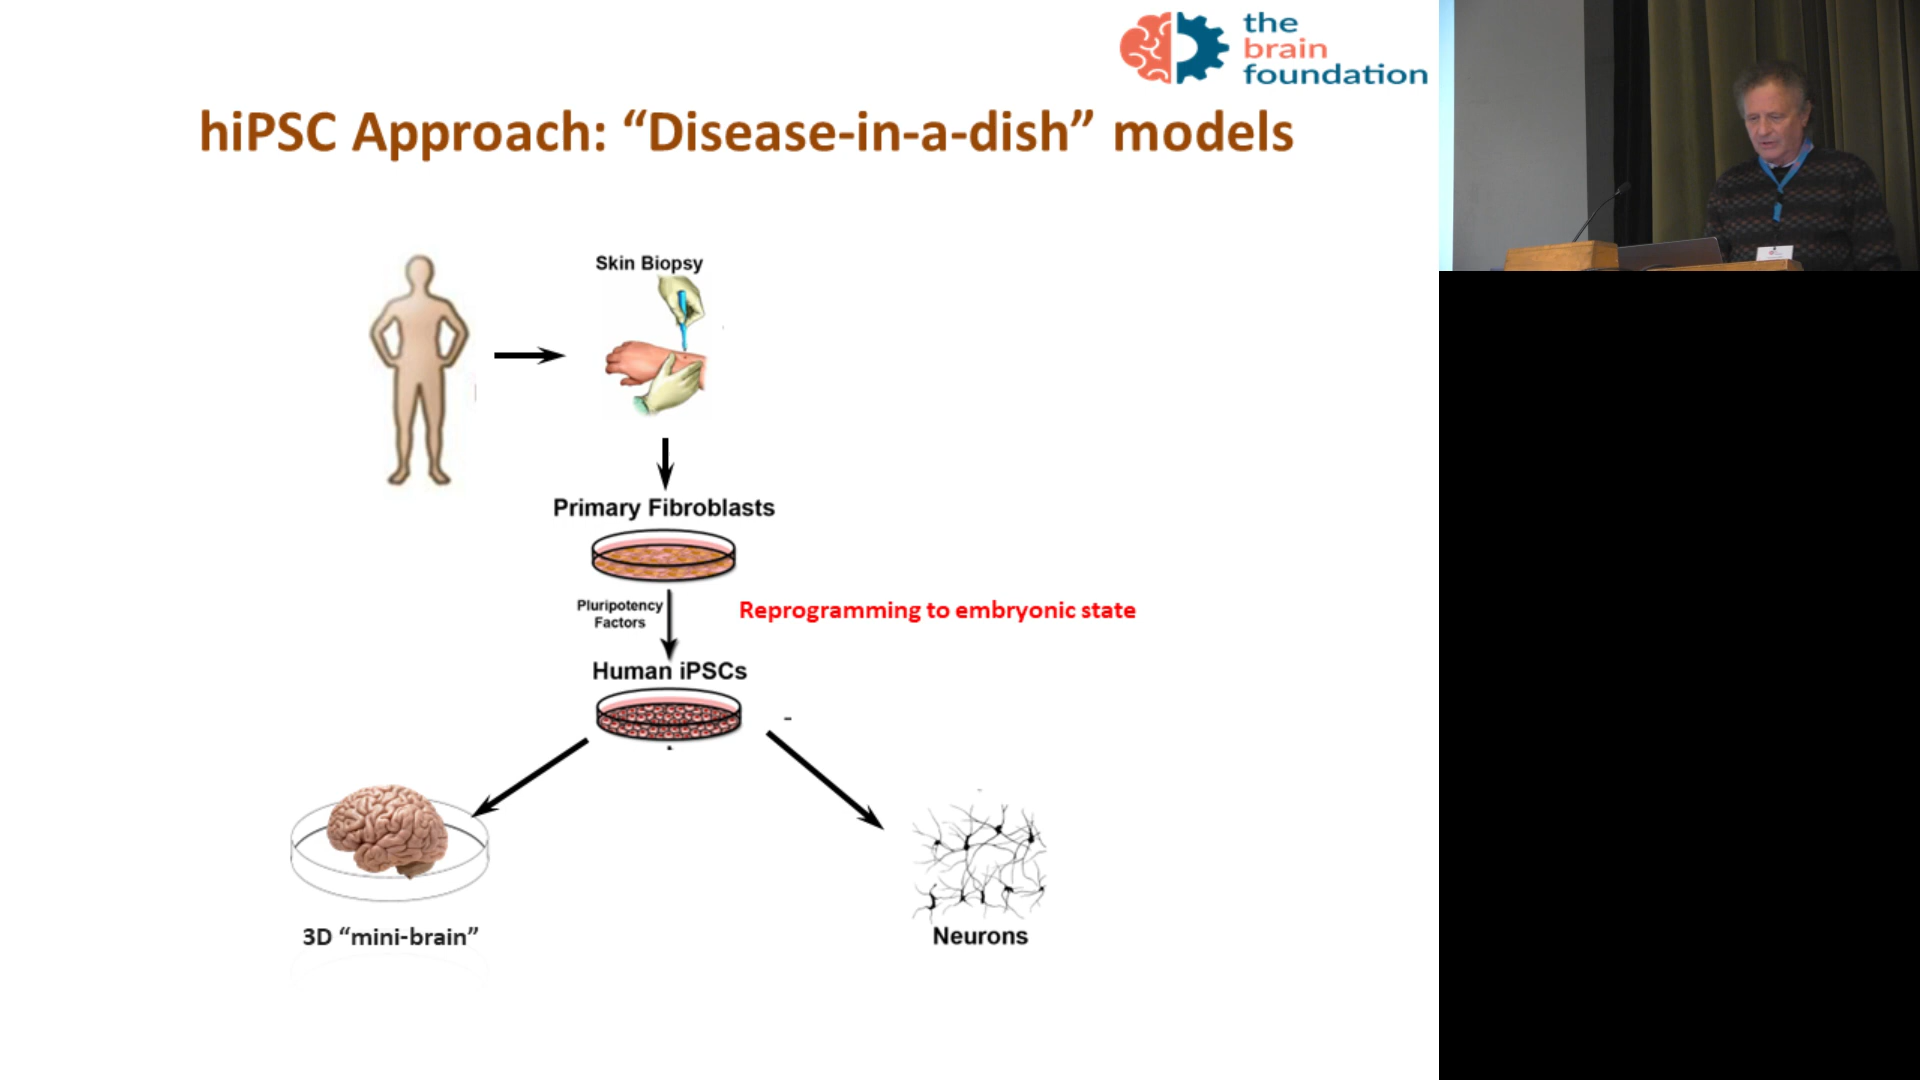 the
brain
foundation
hiPSC Approach: “Disease-in-a-dish” models
Skin Biopsy
Primary Fibroblasts
Pluripotency
Factors
Reprogramming to embryonic state
Human iPSCs
3D “mini-brain”
Neurons